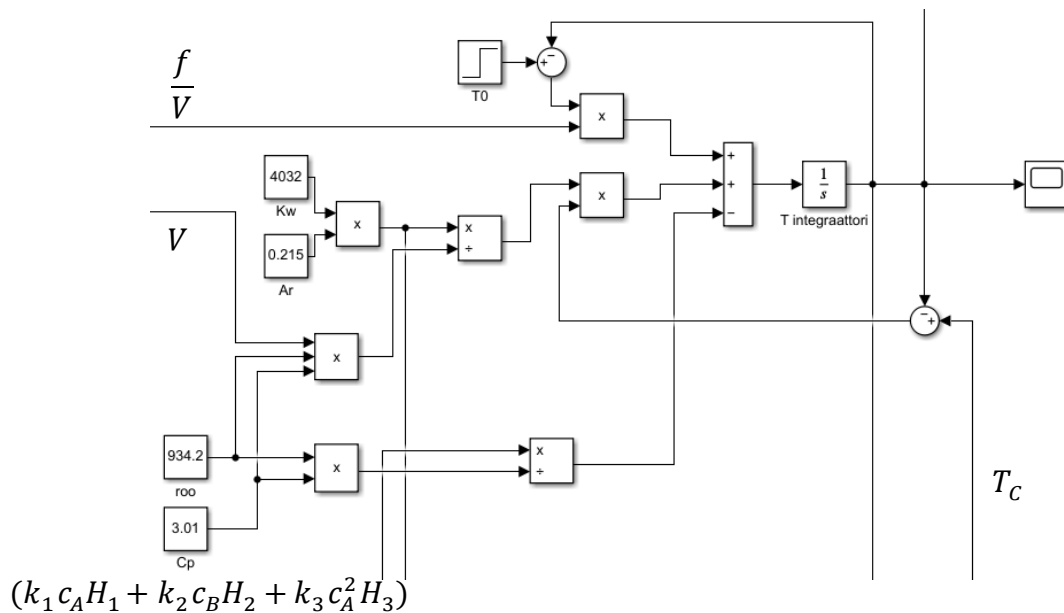 f
V
T0
+ −
x
4032
Kw
x
0.215
Ar
V
x
÷
x
+
+
−
1
s
T integraattori
− +
x
934.2
roo
x
x
÷
3.01
Cp
T_C
(k_1 c_A H_1 + k_2 c_B H_2 + k_3 c_A^2 H_3)